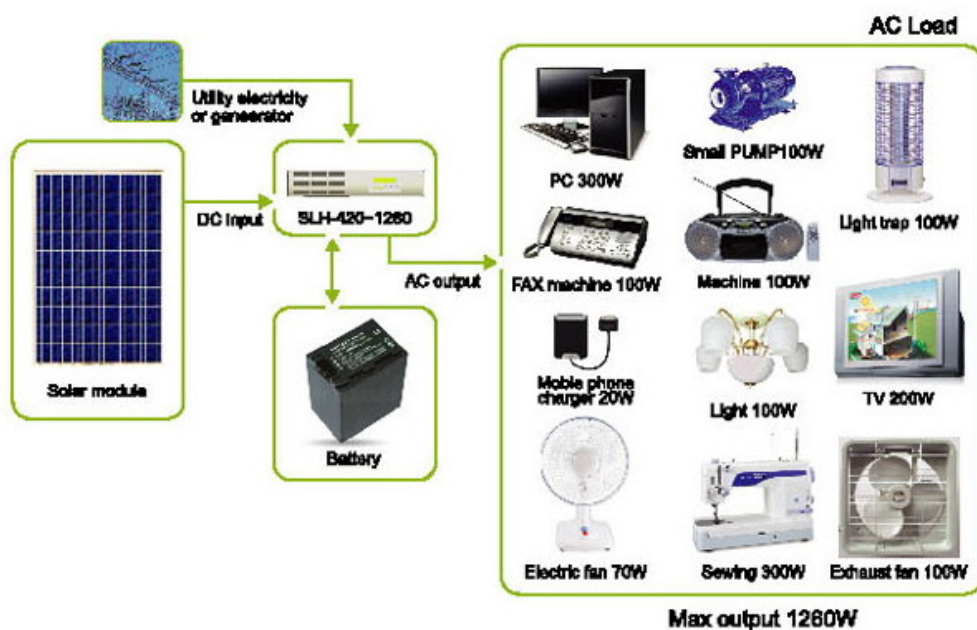 AC Load
Utility electricity
or ganeerator
DC Input
SLH-420-1260
AC output
Solar module
Battery
PC 300W
Small PUMP100W
Light trap 100W
FAX machine 100W
Machine 100W
Mobile phone
charger 20W
Light 100W
TV 200W
Electric fan 70W
Sewing 300W
Exhaust fan 100W
Max output 1260W